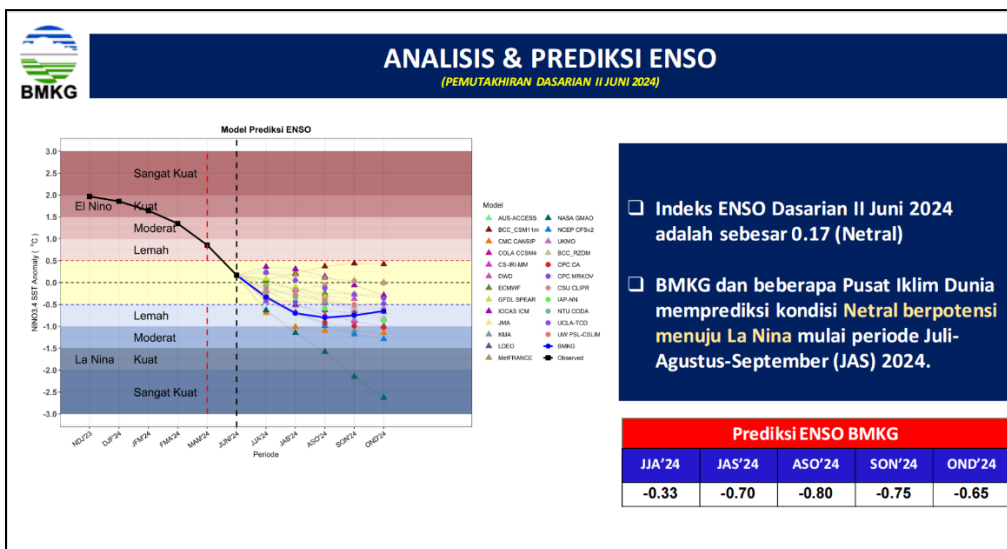 BMKG
ANALISIS & PREDIKSI ENSO
(PEMUTAKHIRAN DASARIAN II JUNI 2024)
Model Prediksi ENSO
NINO3.4 SST Anomaly ( °C )
3.0
2.5
2.0
1.5
1.0
0.5
0.0
-0.5
-1.0
-1.5
-2.0
-2.5
-3.0
Sangat Kuat
El Nino Kuat
Moderat
Lemah
Lemah
Moderat
La Nina Kuat
Sangat Kuat
NDJ'23
DJF'24
JFM'24
FMA'24
MAM'24
JUN/24
JJA'24
JAS'24
ASO'24
SON'24
OND'24
Periode
Model
AUS-ACCESS NASA GMAO
BCC_CSM11m NCEP CFSv2
CMC CANSIP UKMO
COLA CCSM4 BCC_RZDM
CS-IRI-MM CPC CA
DWD CPC MRKOV
ECMWF CSU CLIPR
GFDL SPEAR IAP-NN
IOCAS ICM NTU CODA
JMA UCLA-TCD
KMA UW PSL-CSLIM
LDEO BMKG
MetFRANCE Observed
❑ Indeks ENSO Dasarian II Juni 2024
adalah sebesar 0.17 (Netral)
❑ BMKG dan beberapa Pusat Iklim Dunia
memprediksi kondisi Netral berpotensi
menuju La Nina mulai periode Juli-
Agustus-September (JAS) 2024.
Prediksi ENSO BMKG
JJA'24 JAS'24 ASO'24 SON'24 OND'24
-0.33 -0.70 -0.80 -0.75 -0.65